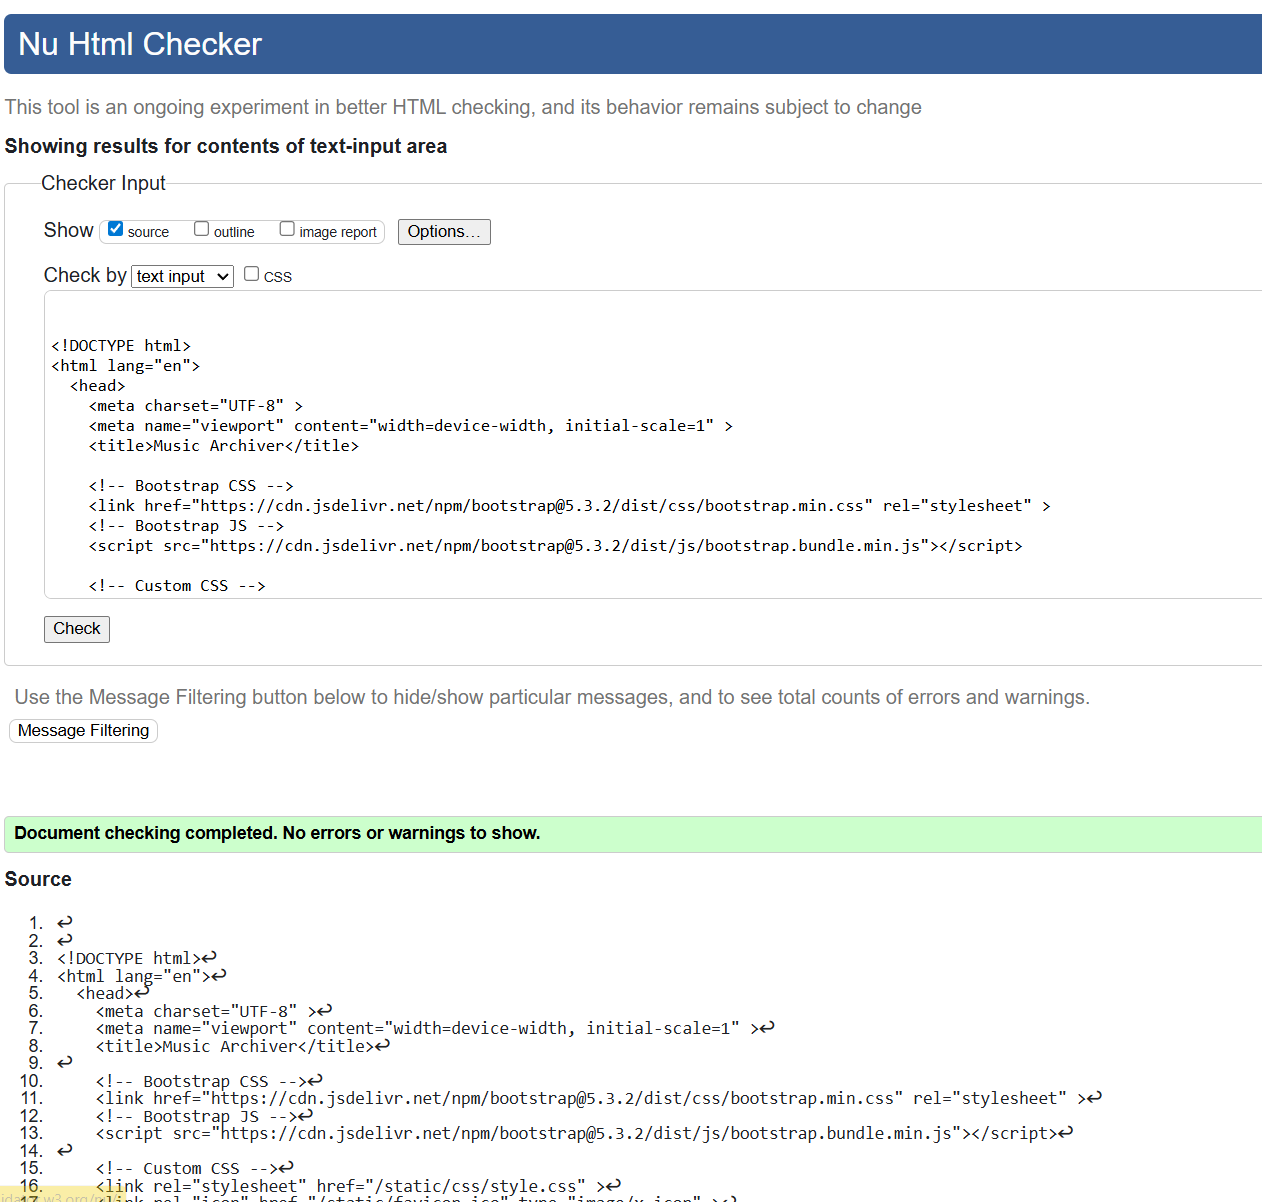 Nu Html Checker
This tool is an ongoing experiment in better HTML checking, and its behavior remains subject to change
Showing results for contents of text-input area
Checker Input
Show source outline image report Options...
Check by text input CSS
<!DOCTYPE html>
<html lang="en">
  <head>
    <meta charset="UTF-8" >
    <meta name="viewport" content="width=device-width, initial-scale=1" >
    <title>Music Archiver</title>
    <!-- Bootstrap CSS -->
    <link href="https://cdn.jsdelivr.net/npm/bootstrap@5.3.2/dist/css/bootstrap.min.css" rel="stylesheet" >
    <!-- Bootstrap JS -->
    <script src="https://cdn.jsdelivr.net/npm/bootstrap@5.3.2/dist/js/bootstrap.bundle.min.js"></script>
    <!-- Custom CSS -->
Check
Use the Message Filtering button below to hide/show particular messages, and to see total counts of errors and warnings.
Message Filtering
Document checking completed. No errors or warnings to show.
Source
1. ↩
2. ↩
3. <!DOCTYPE html>↩
4. <html lang="en">↩
5.   <head>↩
6.     <meta charset="UTF-8" >↩
7.     <meta name="viewport" content="width=device-width, initial-scale=1" >↩
8.     <title>Music Archiver</title>↩
9. ↩
10.     <!-- Bootstrap CSS -->↩
11.     <link href="https://cdn.jsdelivr.net/npm/bootstrap@5.3.2/dist/css/bootstrap.min.css" rel="stylesheet" >↩
12.     <!-- Bootstrap JS -->↩
13.     <script src="https://cdn.jsdelivr.net/npm/bootstrap@5.3.2/dist/js/bootstrap.bundle.min.js"></script>↩
14. ↩
15.     <!-- Custom CSS -->↩
16.     <link rel="stylesheet" href="/static/css/style.css" >↩
17.     <link rel="icon" href="/static/favicon.ico" type="image/x-icon" >↩